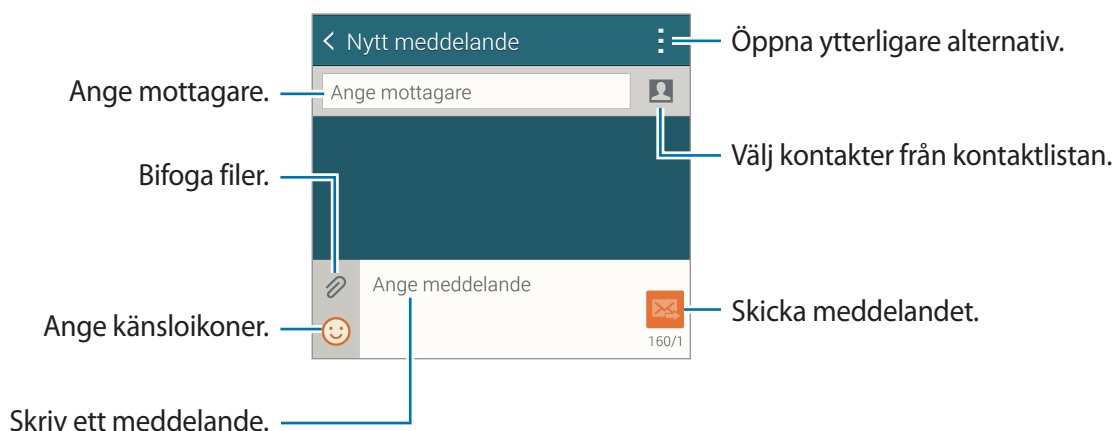 Nytt meddelande
Öppna ytterligare alternativ.
Ange mottagare.
Ange mottagare
Välj kontakter från kontaktlistan.
Bifoga filer.
Ange meddelande
Ange känsloikoner.
Skicka meddelandet.
160/1
Skriv ett meddelande.